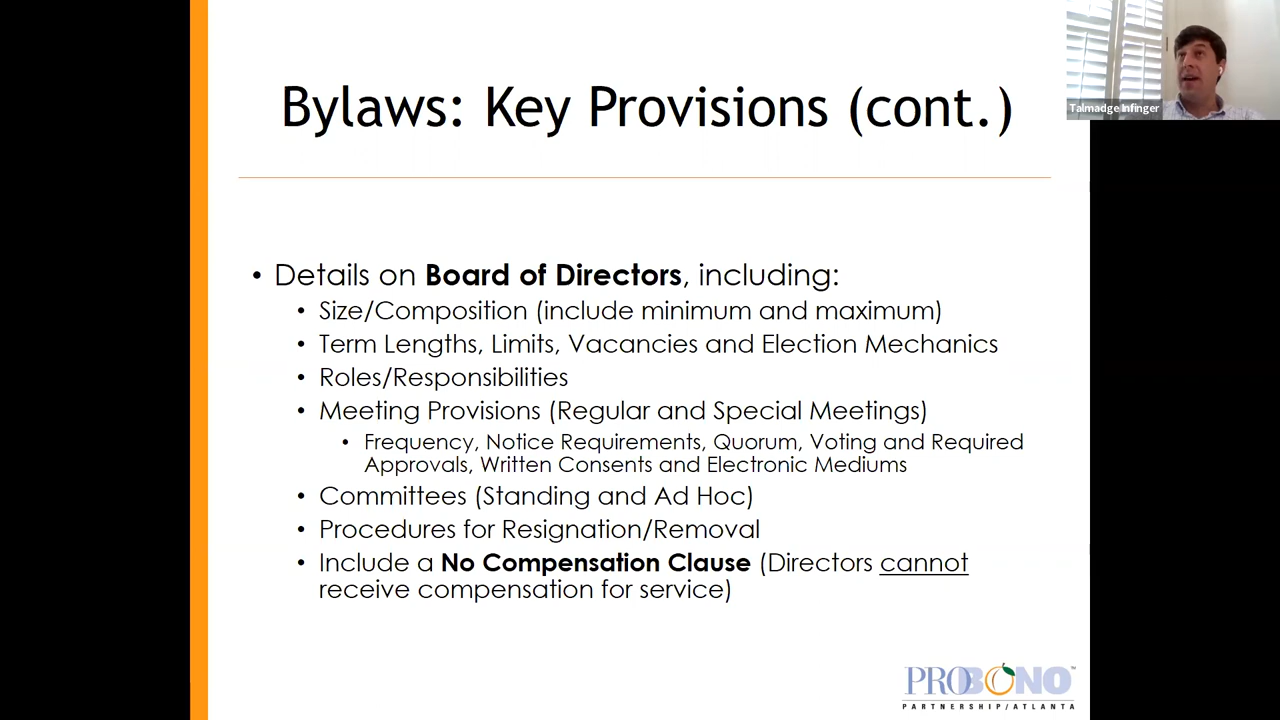 Talmadge Infinger
Bylaws: Key Provisions (cont.)
• Details on Board of Directors, including:
• Size/Composition (include minimum and maximum)
• Term Lengths, Limits, Vacancies and Election Mechanics
• Roles/Responsibilities
• Meeting Provisions (Regular and Special Meetings)
• Frequency, Notice Requirements, Quorum, Voting and Required
Approvals, Written Consents and Electronic Mediums
• Committees (Standing and Ad Hoc)
• Procedures for Resignation/Removal
• Include a No Compensation Clause (Directors cannot
receive compensation for service)
PROBONO™
PARTNERSHIP/ATLANTA